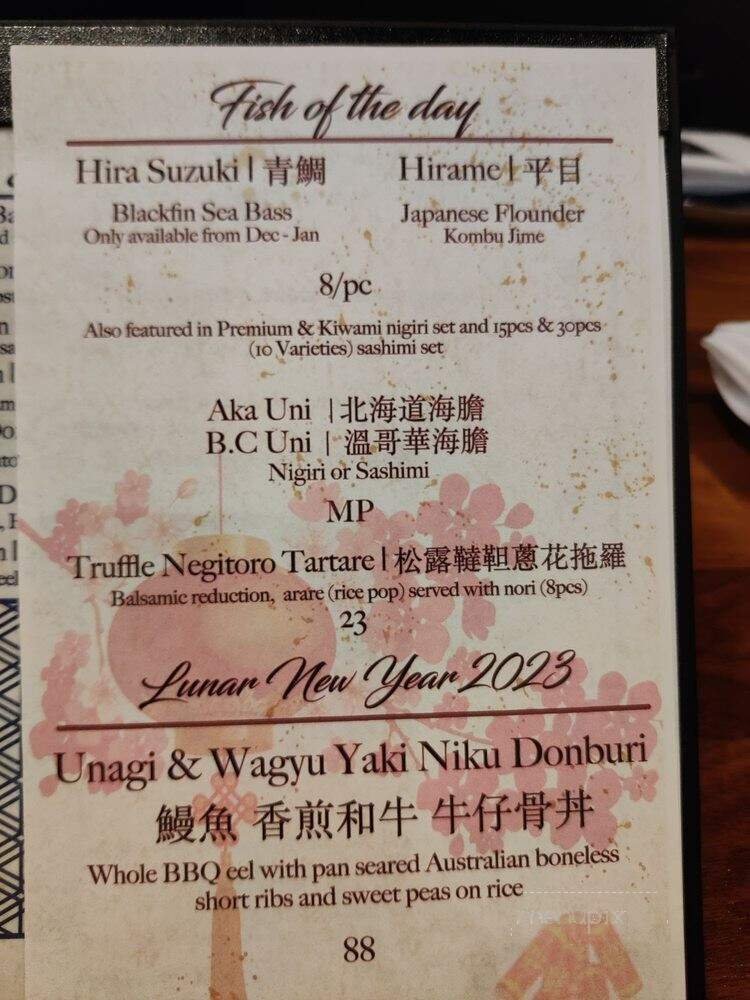 Fish of the day
Hira Suzuki | 青鯛
Hirame | 平目
Blackfin Sea Bass
Japanese Flounder
Only available from Dec - Jan
Kombu Jime
8/pc
Also featured in Premium & Kiwami nigiri set and 15pcs & 30pcs
(10 Varieties) sashimi set
Aka Uni | 北海道海膽
B.C Uni | 溫哥華海膽
Nigiri or Sashimi
MP
Truffle Negitoro Tartare | 松露韃靼蔥花拖羅
Balsamic reduction, arare (rice pop) served with nori (8pcs)
23
Lunar New Year 2023
Unagi & Wagyu Yaki Niku Donburi
鰻魚 香煎和牛 牛仔骨丼
Whole BBQ eel with pan seared Australian boneless
short ribs and sweet peas on rice
88